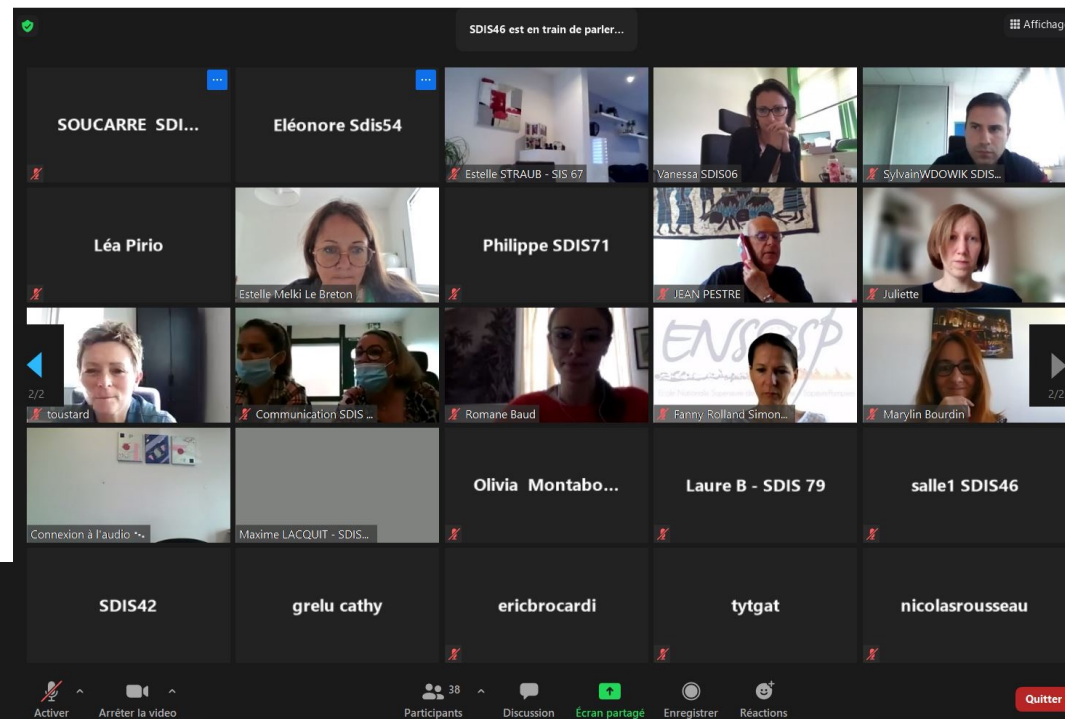 SDIS46 est en train de parler...
Affichage
SOUCARRE SDI...
Eléonore Sdis54
Estelle STRAUB - SIS 67
Vanessa SDIS06
SylvainWDOWIK SDIS...
Léa Pirio
Estelle Melki Le Breton
Philippe SDIS71
JEAN PESTRE
Juliette
2/2
toustard
Communication SDIS ...
Romane Baud
ENSOSP
Fanny Rolland Simon...
Marylin Bourdin
2/2
Connexion à l'audio
Maxime LACQUIT - SDIS...
Olivia Montabo...
Laure B - SDIS 79
salle1 SDIS46
SDIS42
grelu cathy
ericbrocardi
tytgat
nicolasrousseau
Activer
Arrêter la video
38
Participants
Discussion
Écran partagé
Enregistrer
Réactions
Quitter